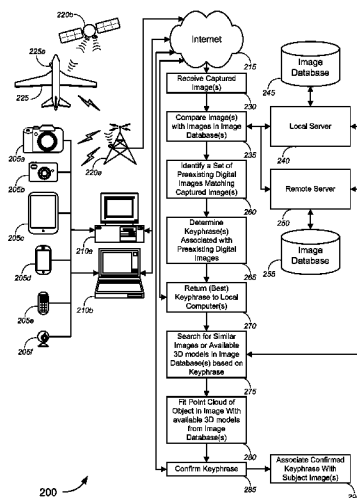 220b
225a
225
Internet
215
Receive Captured
Image(s)
230
Compare Image(s)
with Images in Image
Database(s)
235
Identify a Set of
Preexisting Digital
Images Matching
Captured Image(s)
260
Determine
Keyphrase(s)
Associated with
Preexisting Digital
Images
265
Return (Best)
Keyphrase to Local
Computer(s)
270
Search for Similar
Images or Available
3D models in Image
Database(s) based on
Keyphrase
275
Fit Point Cloud of
Object in Image With
available 3D models
from Image
Database(s)
280
Confirm Keyphrase
285
Associate Confirmed
Keyphrase With
Subject Image(s)
Image
Database
245
Local Server
240
Remote Server
250
Image
Database
255
220a
205a
205b
205c
205d
205e
205f
210a
210b
200